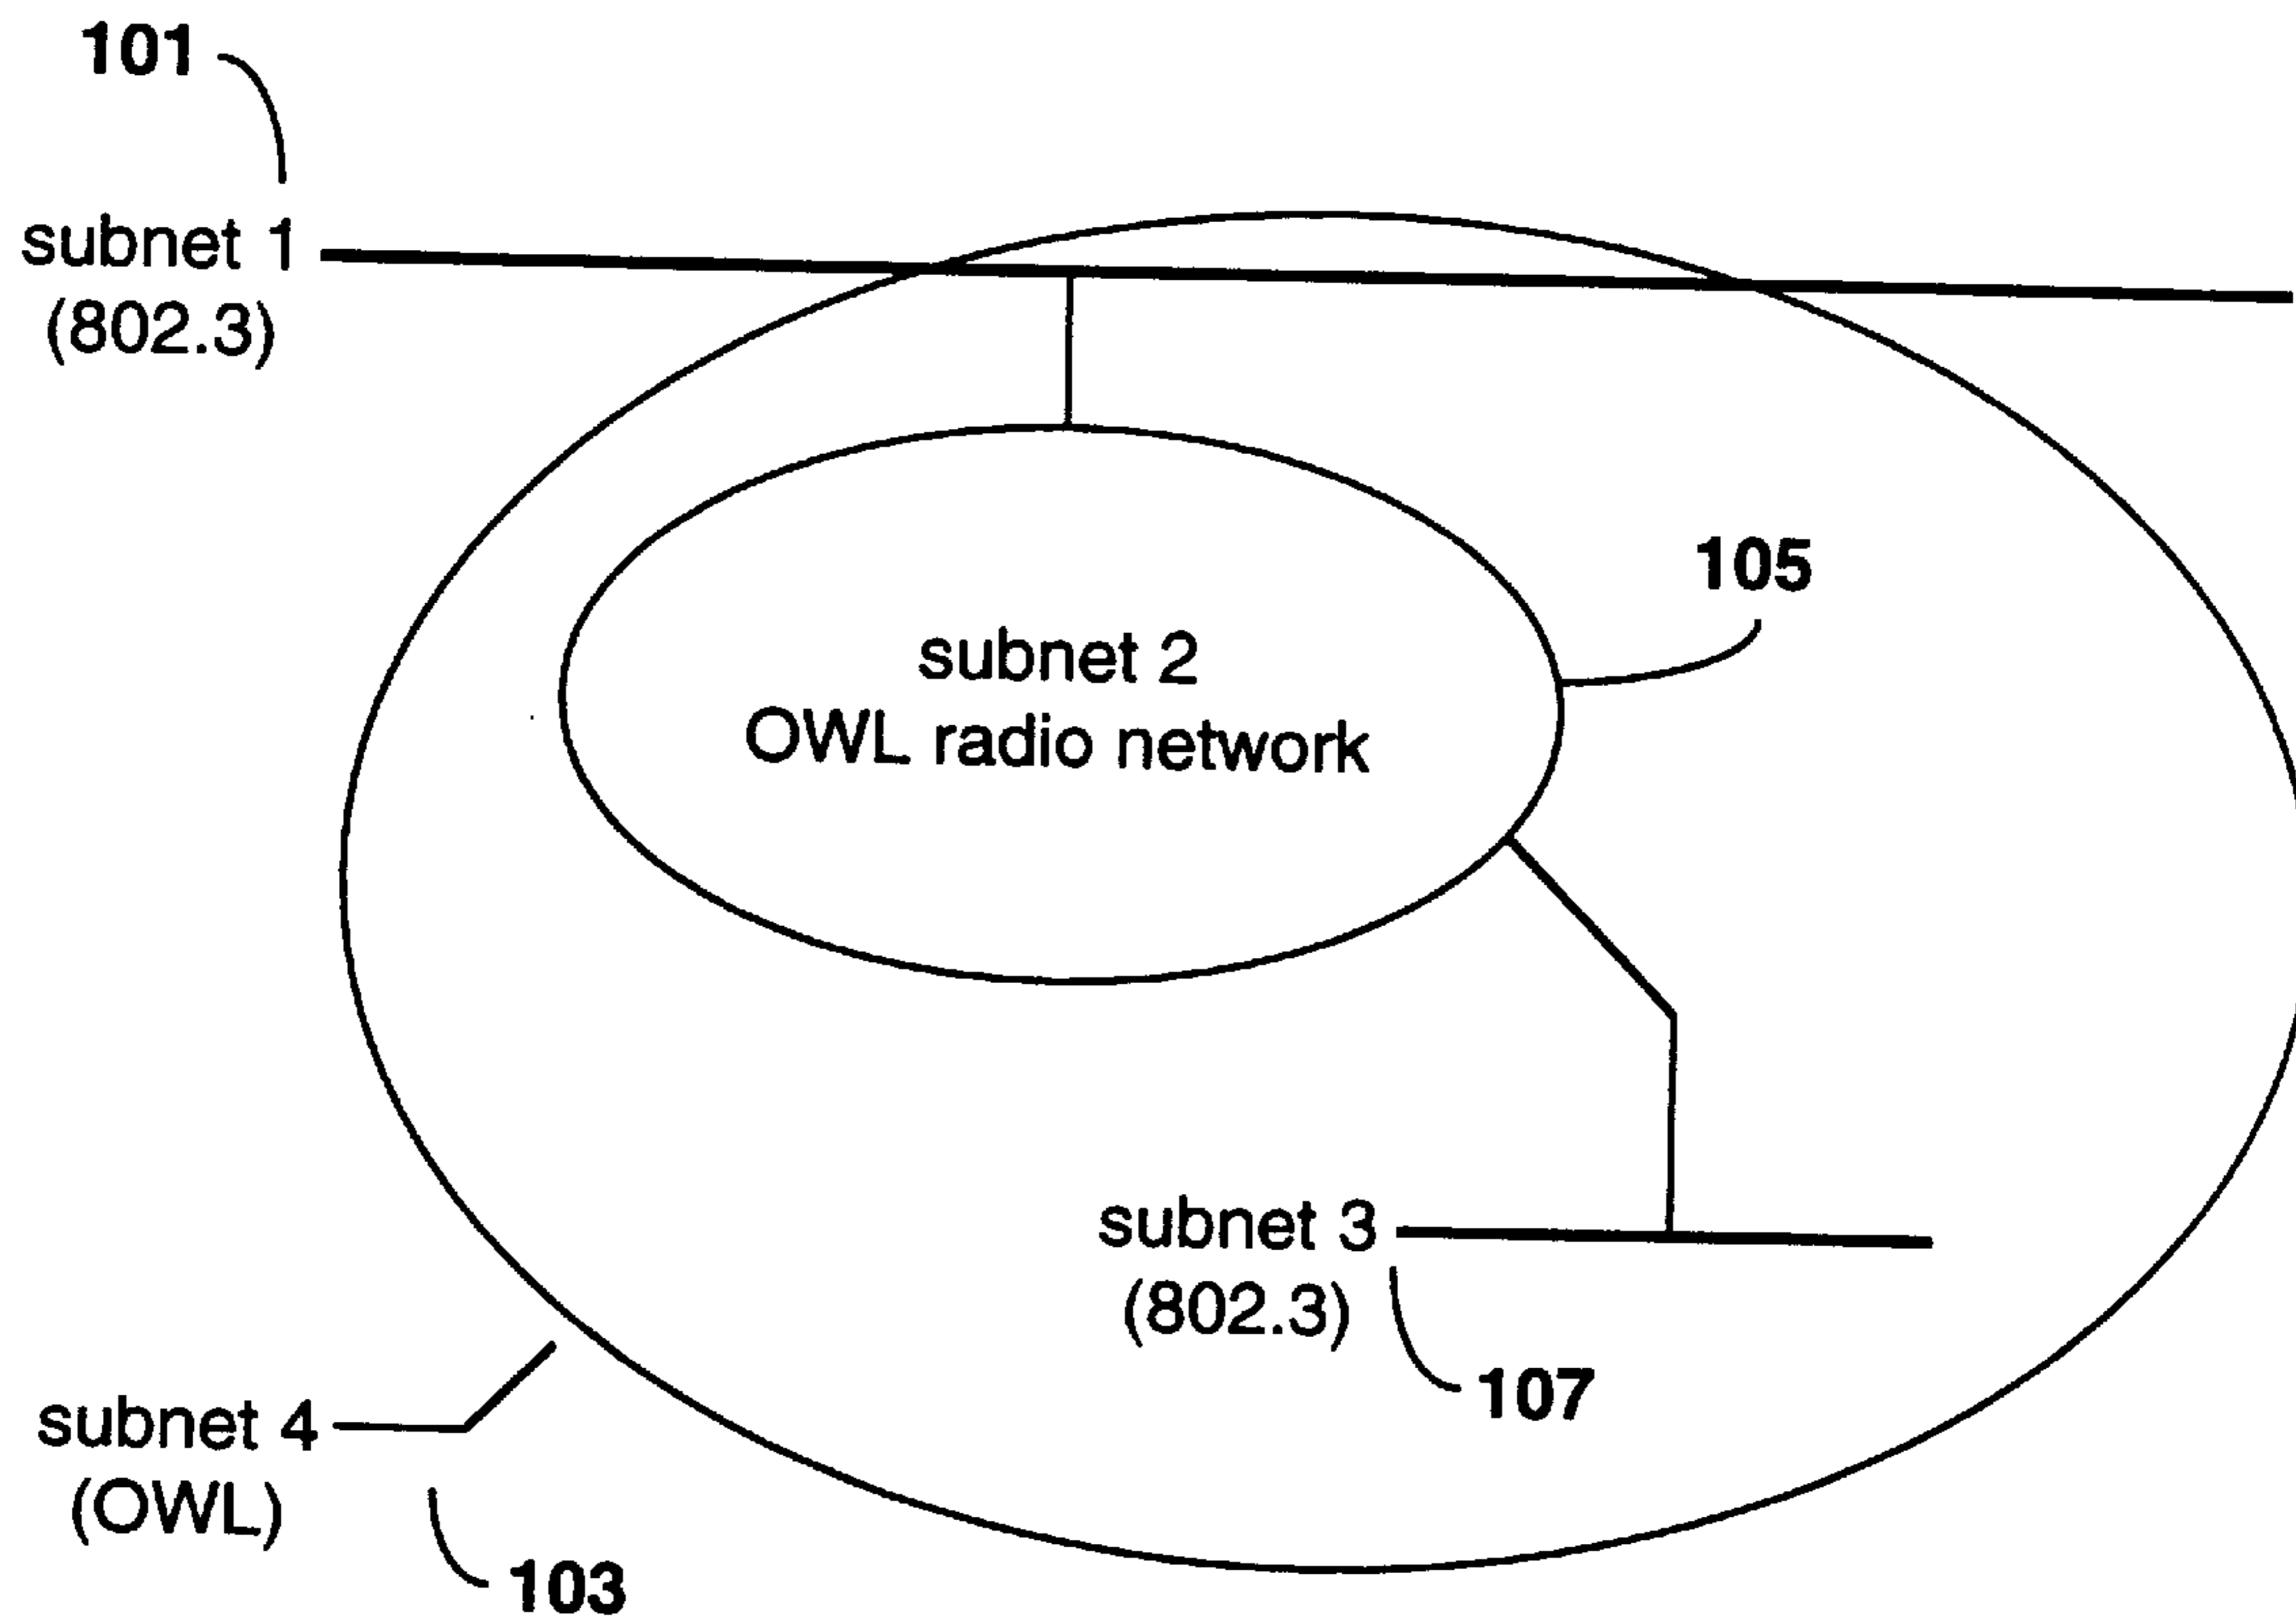 101
subnet 1
(802.3)
105
subnet 2
OWL radio network
subnet 3
(802.3)
107
subnet 4
(OWL)
103